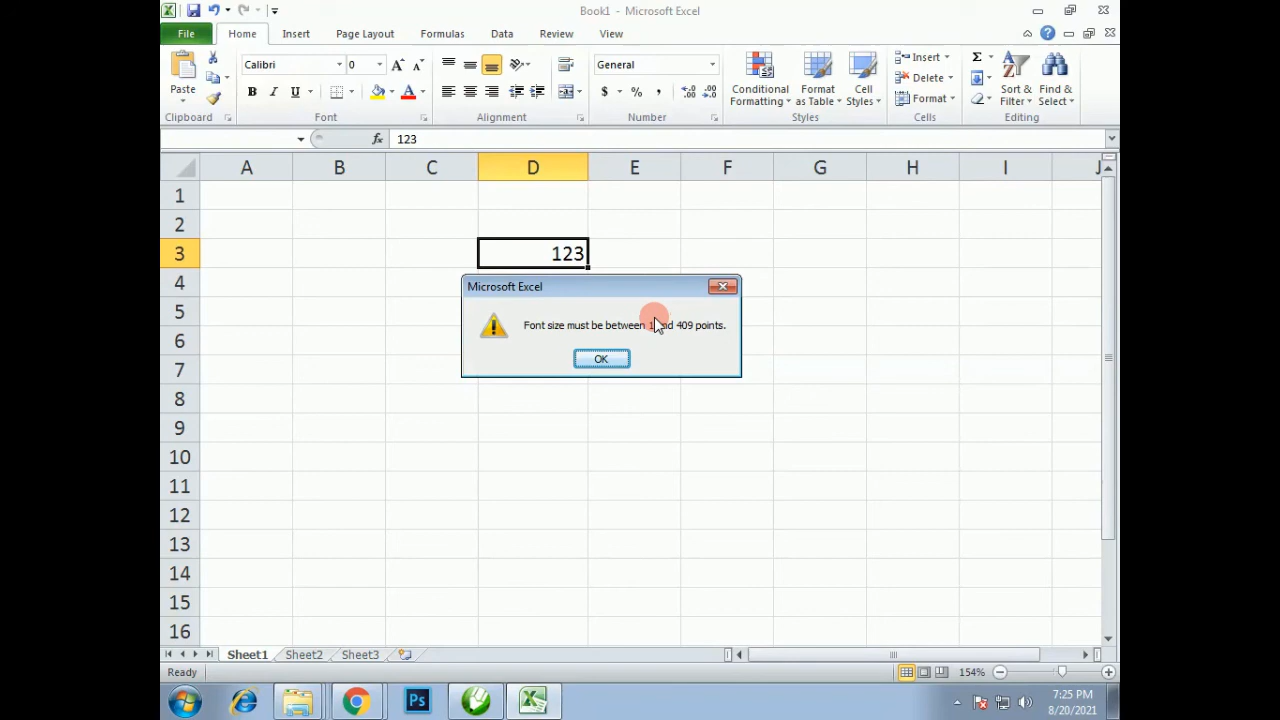 Book1 - Microsoft Excel
File Home Insert Page Layout Formulas Data Review View
Paste
Clipboard
Calibri
Font
Alignment
General
Number
Conditional Formatting
Format as Table
Cell Styles
Styles
Insert
Delete
Format
Cells
Sort & Filter
Find & Select
Editing
fx 123
A B C D E F G H I J
1
2
3 123
4
Microsoft Excel
5
Font size must be between 1 and 409 points.
6
OK
7
8
9
10
11
12
13
14
15
16
Sheet1 Sheet2 Sheet3
Ready 154%
Ps
7:25 PM
8/20/2021